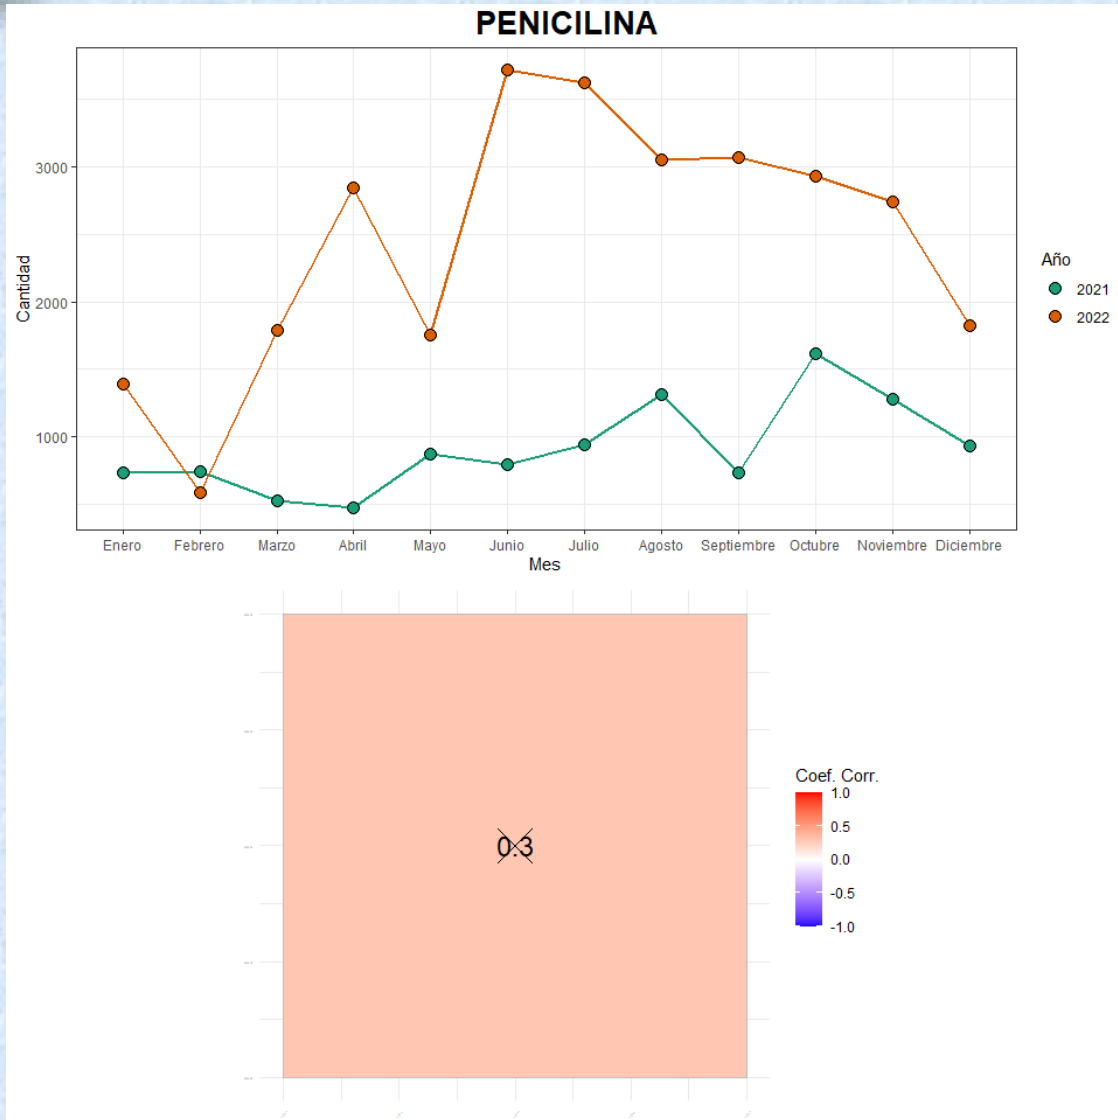 PENICILINA
3000
2000
1000
Cantidad
Enero Febrero Marzo Abril Mayo Junio Julio Agosto Septiembre Octubre Noviembre Diciembre
Mes
Año
2021
2022
0.3
Coef. Corr.
1.0
0.5
0.0
-0.5
-1.0